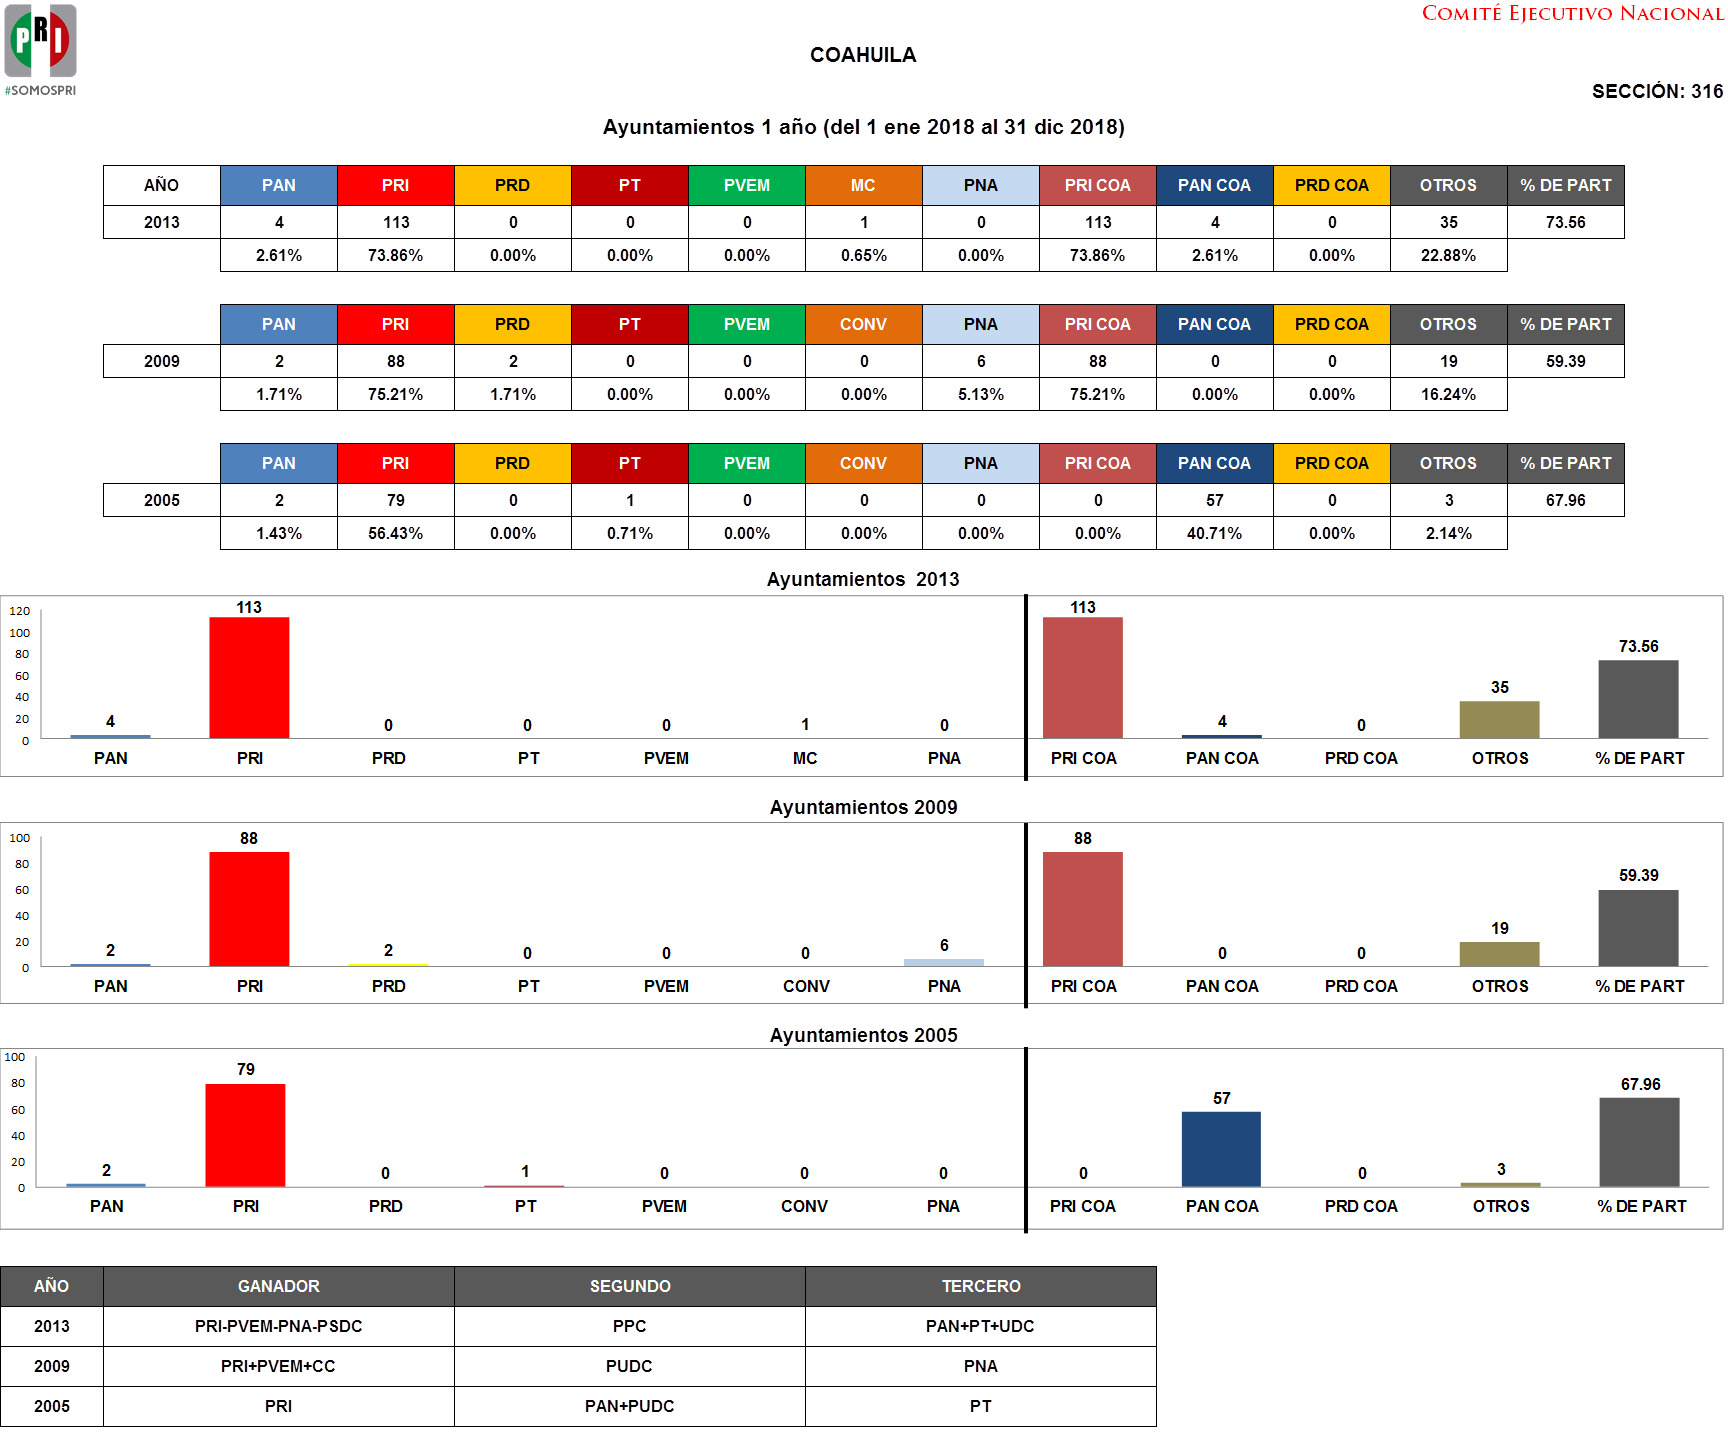 PRI
#SOMOSPRI
COMITÉ EJECUTIVO NACIONAL
COAHUILA
SECCIÓN: 316
Ayuntamientos 1 año (del 1 ene 2018 al 31 dic 2018)
AÑO PAN PRI PRD PT PVEM MC PNA PRI COA PAN COA PRD COA OTROS % DE PART
2013 4 113 0 0 0 1 0 113 4 0 35 73.56
2.61% 73.86% 0.00% 0.00% 0.00% 0.65% 0.00% 73.86% 2.61% 0.00% 22.88%
PAN PRI PRD PT PVEM CONV PNA PRI COA PAN COA PRD COA OTROS % DE PART
2009 2 88 2 0 0 0 6 88 0 0 19 59.39
1.71% 75.21% 1.71% 0.00% 0.00% 0.00% 5.13% 75.21% 0.00% 0.00% 16.24%
PAN PRI PRD PT PVEM CONV PNA PRI COA PAN COA PRD COA OTROS % DE PART
2005 2 79 0 1 0 0 0 0 57 0 3 67.96
1.43% 56.43% 0.00% 0.71% 0.00% 0.00% 0.00% 0.00% 40.71% 0.00% 2.14%
Ayuntamientos 2013
120
100
80
60
40
20
0
4 113 0 0 0 1 0 113 4 0 35 73.56
PAN PRI PRD PT PVEM MC PNA PRI COA PAN COA PRD COA OTROS % DE PART
Ayuntamientos 2009
100
80
60
40
20
0
2 88 2 0 0 0 6 88 0 0 19 59.39
PAN PRI PRD PT PVEM CONV PNA PRI COA PAN COA PRD COA OTROS % DE PART
Ayuntamientos 2005
100
80
60
40
20
0
2 79 0 1 0 0 0 0 57 0 3 67.96
PAN PRI PRD PT PVEM CONV PNA PRI COA PAN COA PRD COA OTROS % DE PART
AÑO GANADOR SEGUNDO TERCERO
2013 PRI-PVEM-PNA-PSDC PPC PAN+PT+UDC
2009 PRI+PVEM+CC PUDC PNA
2005 PRI PAN+PUDC PT